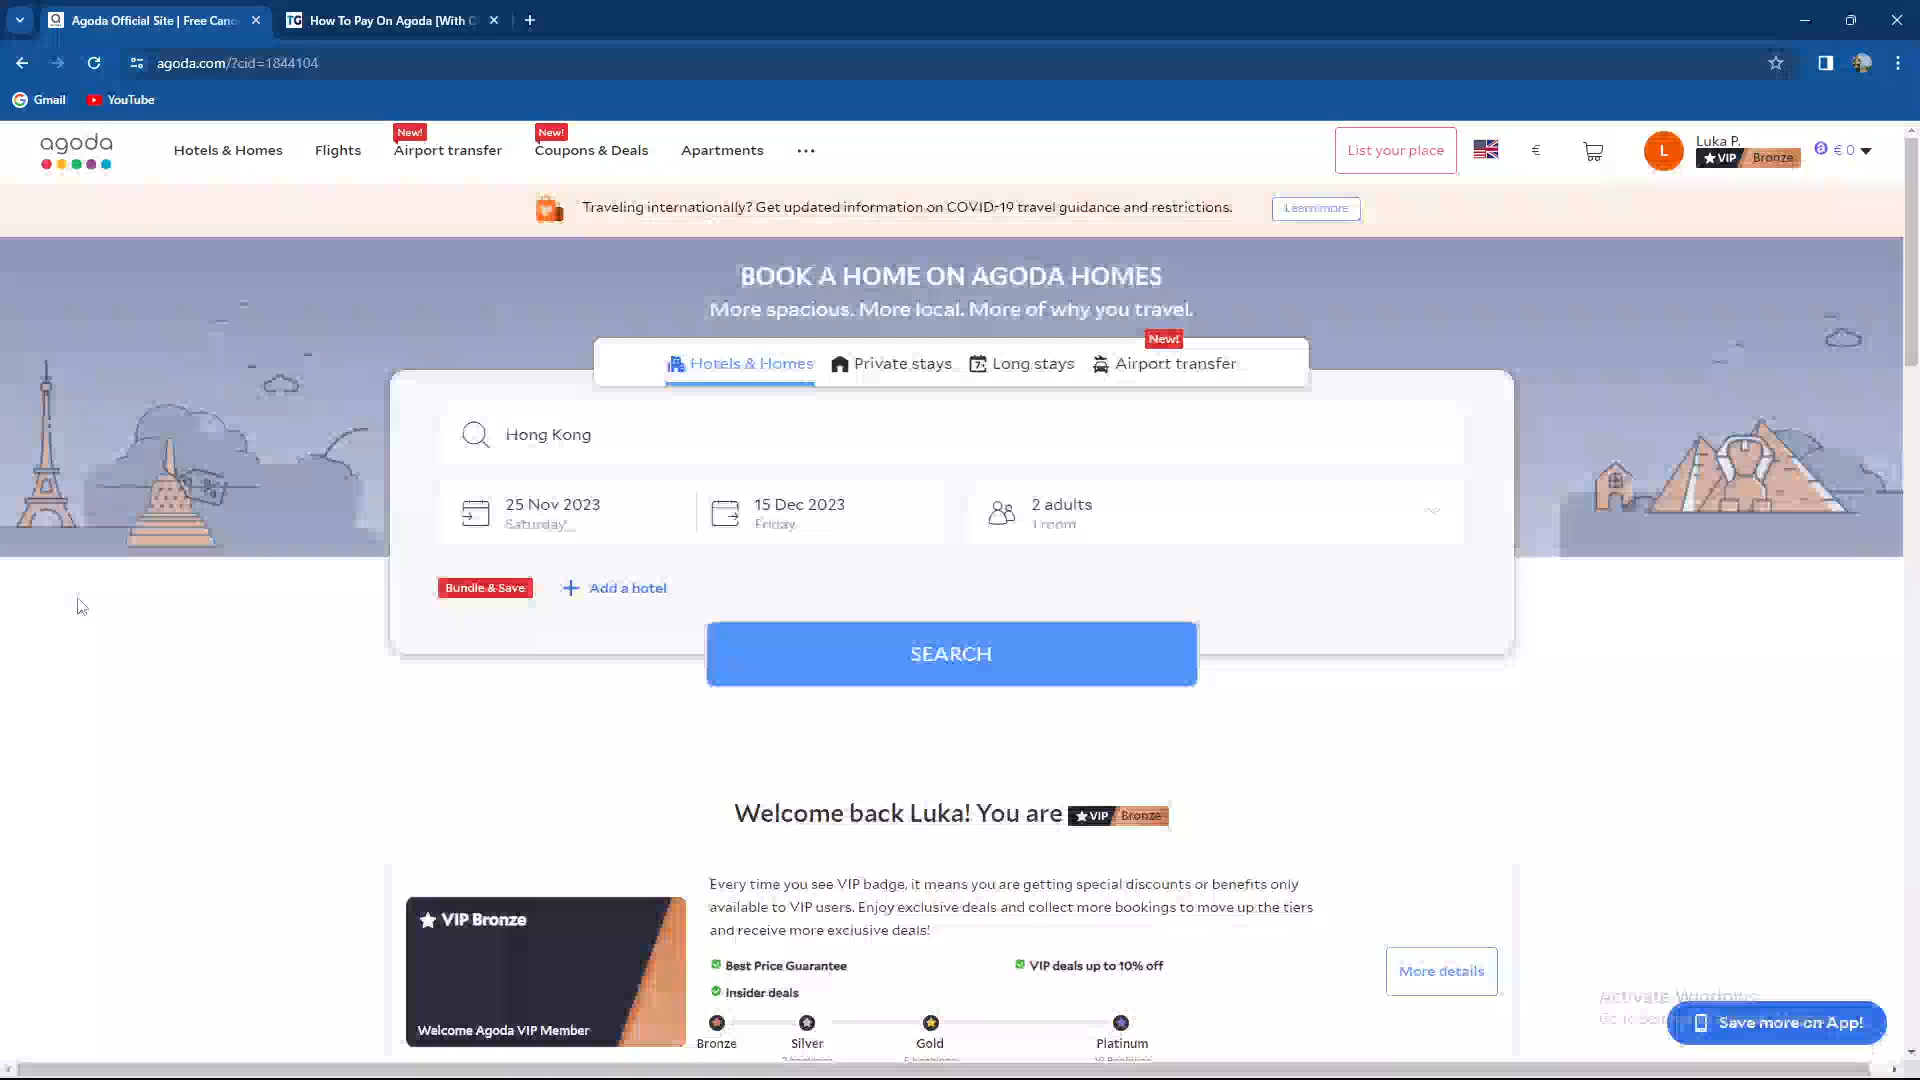 Agoda Official Site | Free Canc
How To Pay On Agoda [With C
agoda.com/?cid=1844104
Gmail
YouTube
agoda
Hotels & Homes
Flights
New!
Airport transfer
New!
Coupons & Deals
Apartments
List your place
€
L
Luka P.
VIP Bronze
€ 0
Traveling internationally? Get updated information on COVID-19 travel guidance and restrictions.
Learn more
BOOK A HOME ON AGODA HOMES
More spacious. More local. More of why you travel.
New!
Hotels & Homes
Private stays
Long stays
Airport transfer
Hong Kong
25 Nov 2023
Saturday
15 Dec 2023
Friday
2 adults
1 room
Bundle & Save
+ Add a hotel
SEARCH
Welcome back Luka! You are VIP Bronze
Every time you see VIP badge, it means you are getting special discounts or benefits only
available to VIP users. Enjoy exclusive deals and collect more bookings to move up the tiers
and receive more exclusive deals!
VIP Bronze
Welcome Agoda VIP Member
Best Price Guarantee
VIP deals up to 10% off
Insider deals
More details
Bronze
Silver
Gold
Platinum
Activate Windows
Save more on App!